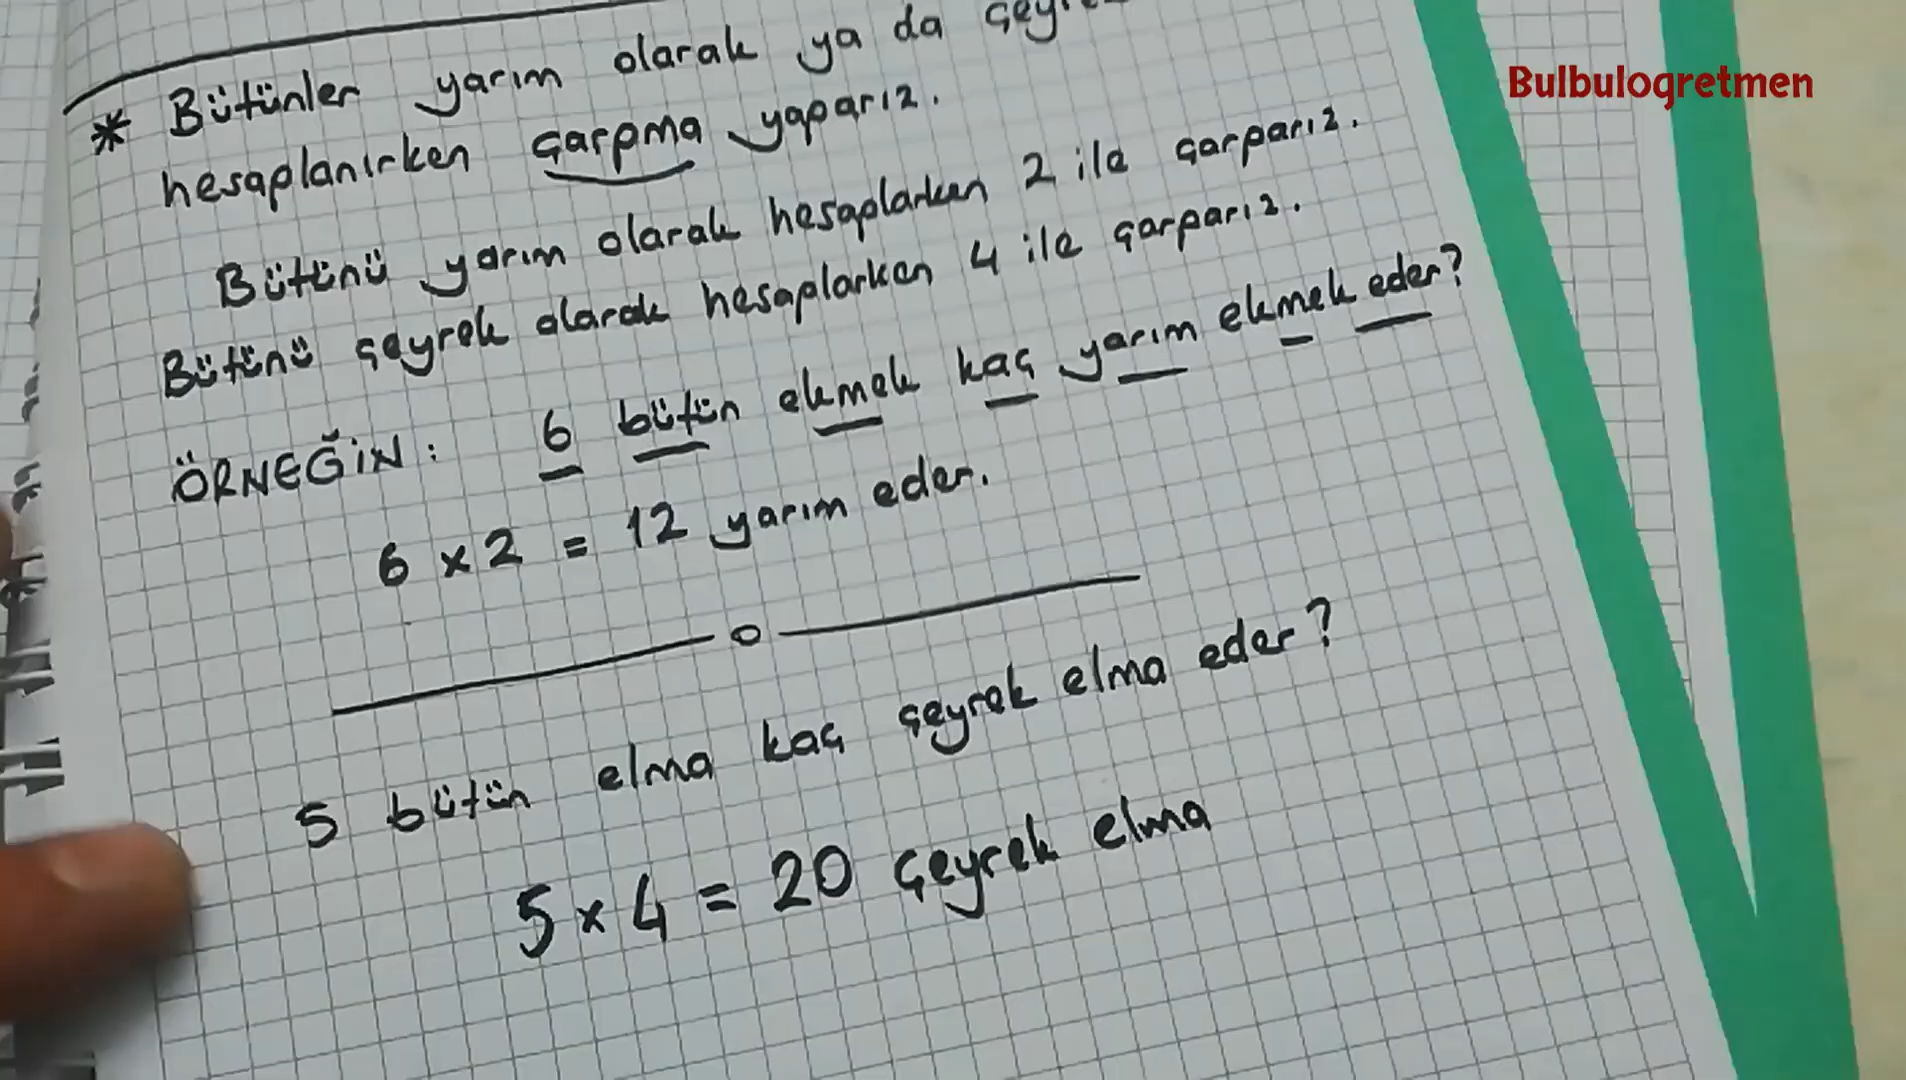 Bulbulogretmen
* Bütünler yarım olarak ya da
hesaplanırken çarpma yaparız.
Bütünü yarım olarak hesaplarken 2 ile çarparız.
Bütünü çeyrek olarak hesaplarken 4 ile çarparız.
ÖRNEĞİN: 6 bütün ekmek kaç yarım ekmek eder?
6 x 2 = 12 yarım eder.
5 bütün elma kaç çeyrek elma eder?
5 x 4 = 20 çeyrek elma